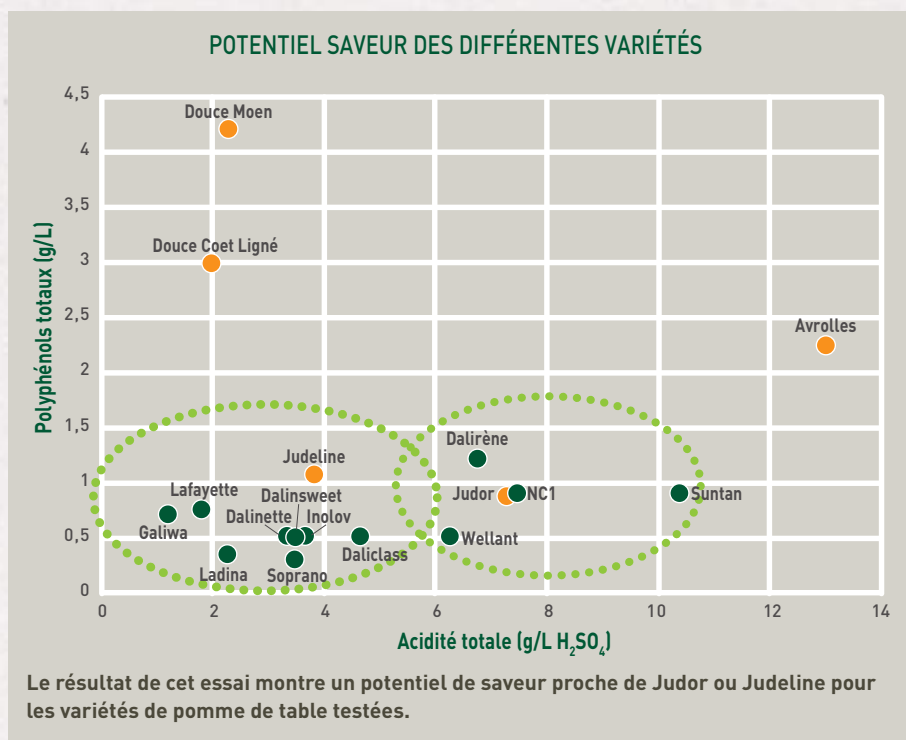 POTENTIEL SAVEUR DES DIFFÉRENTES VARIÉTÉS
Polyphénols totaux (g/L)
4,5
4
3,5
3
2,5
2
1,5
1
0,5
0
Douce Moen
Douce Coet Ligné
Avrolles
Dalirène
Judeline
Lafayette
Dalinsweet
Judor
NC1
Suntan
Galiwa
Dalinette
Inolov
Daliclass
Wellant
Ladina
Soprano
0 2 4 6 8 10 12 14
Acidité totale (g/L H₂SO₄)
Le résultat de cet essai montre un potentiel de saveur proche de Judor ou Judeline pour
les variétés de pomme de table testées.